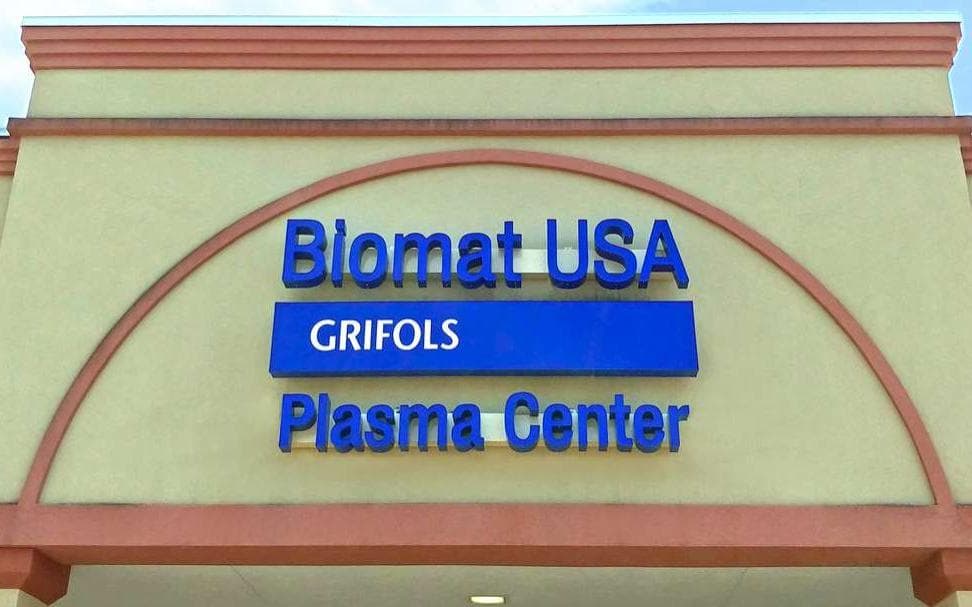 Biomat USA
GRIFOLS
Plasma Center